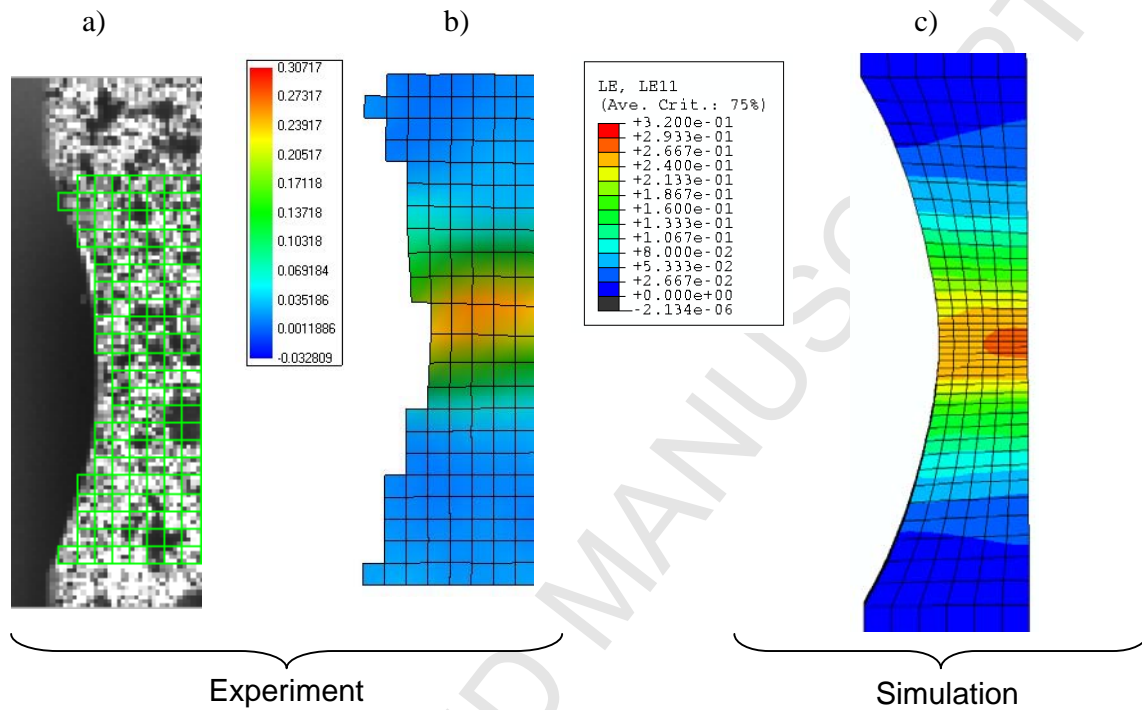 a)
b)
c)
0.30717
0.27317
0.23917
0.20517
0.17118
0.13718
0.10318
0.069184
0.035186
0.0011886
-0.032809
LE, LE11
(Ave. Crit.: 75%)
+3.200e-01
+2.933e-01
+2.667e-01
+2.400e-01
+2.133e-01
+1.867e-01
+1.600e-01
+1.333e-01
+1.067e-01
+8.000e-02
+5.333e-02
+2.667e-02
+0.000e+00
-2.134e-06
Experiment
Simulation